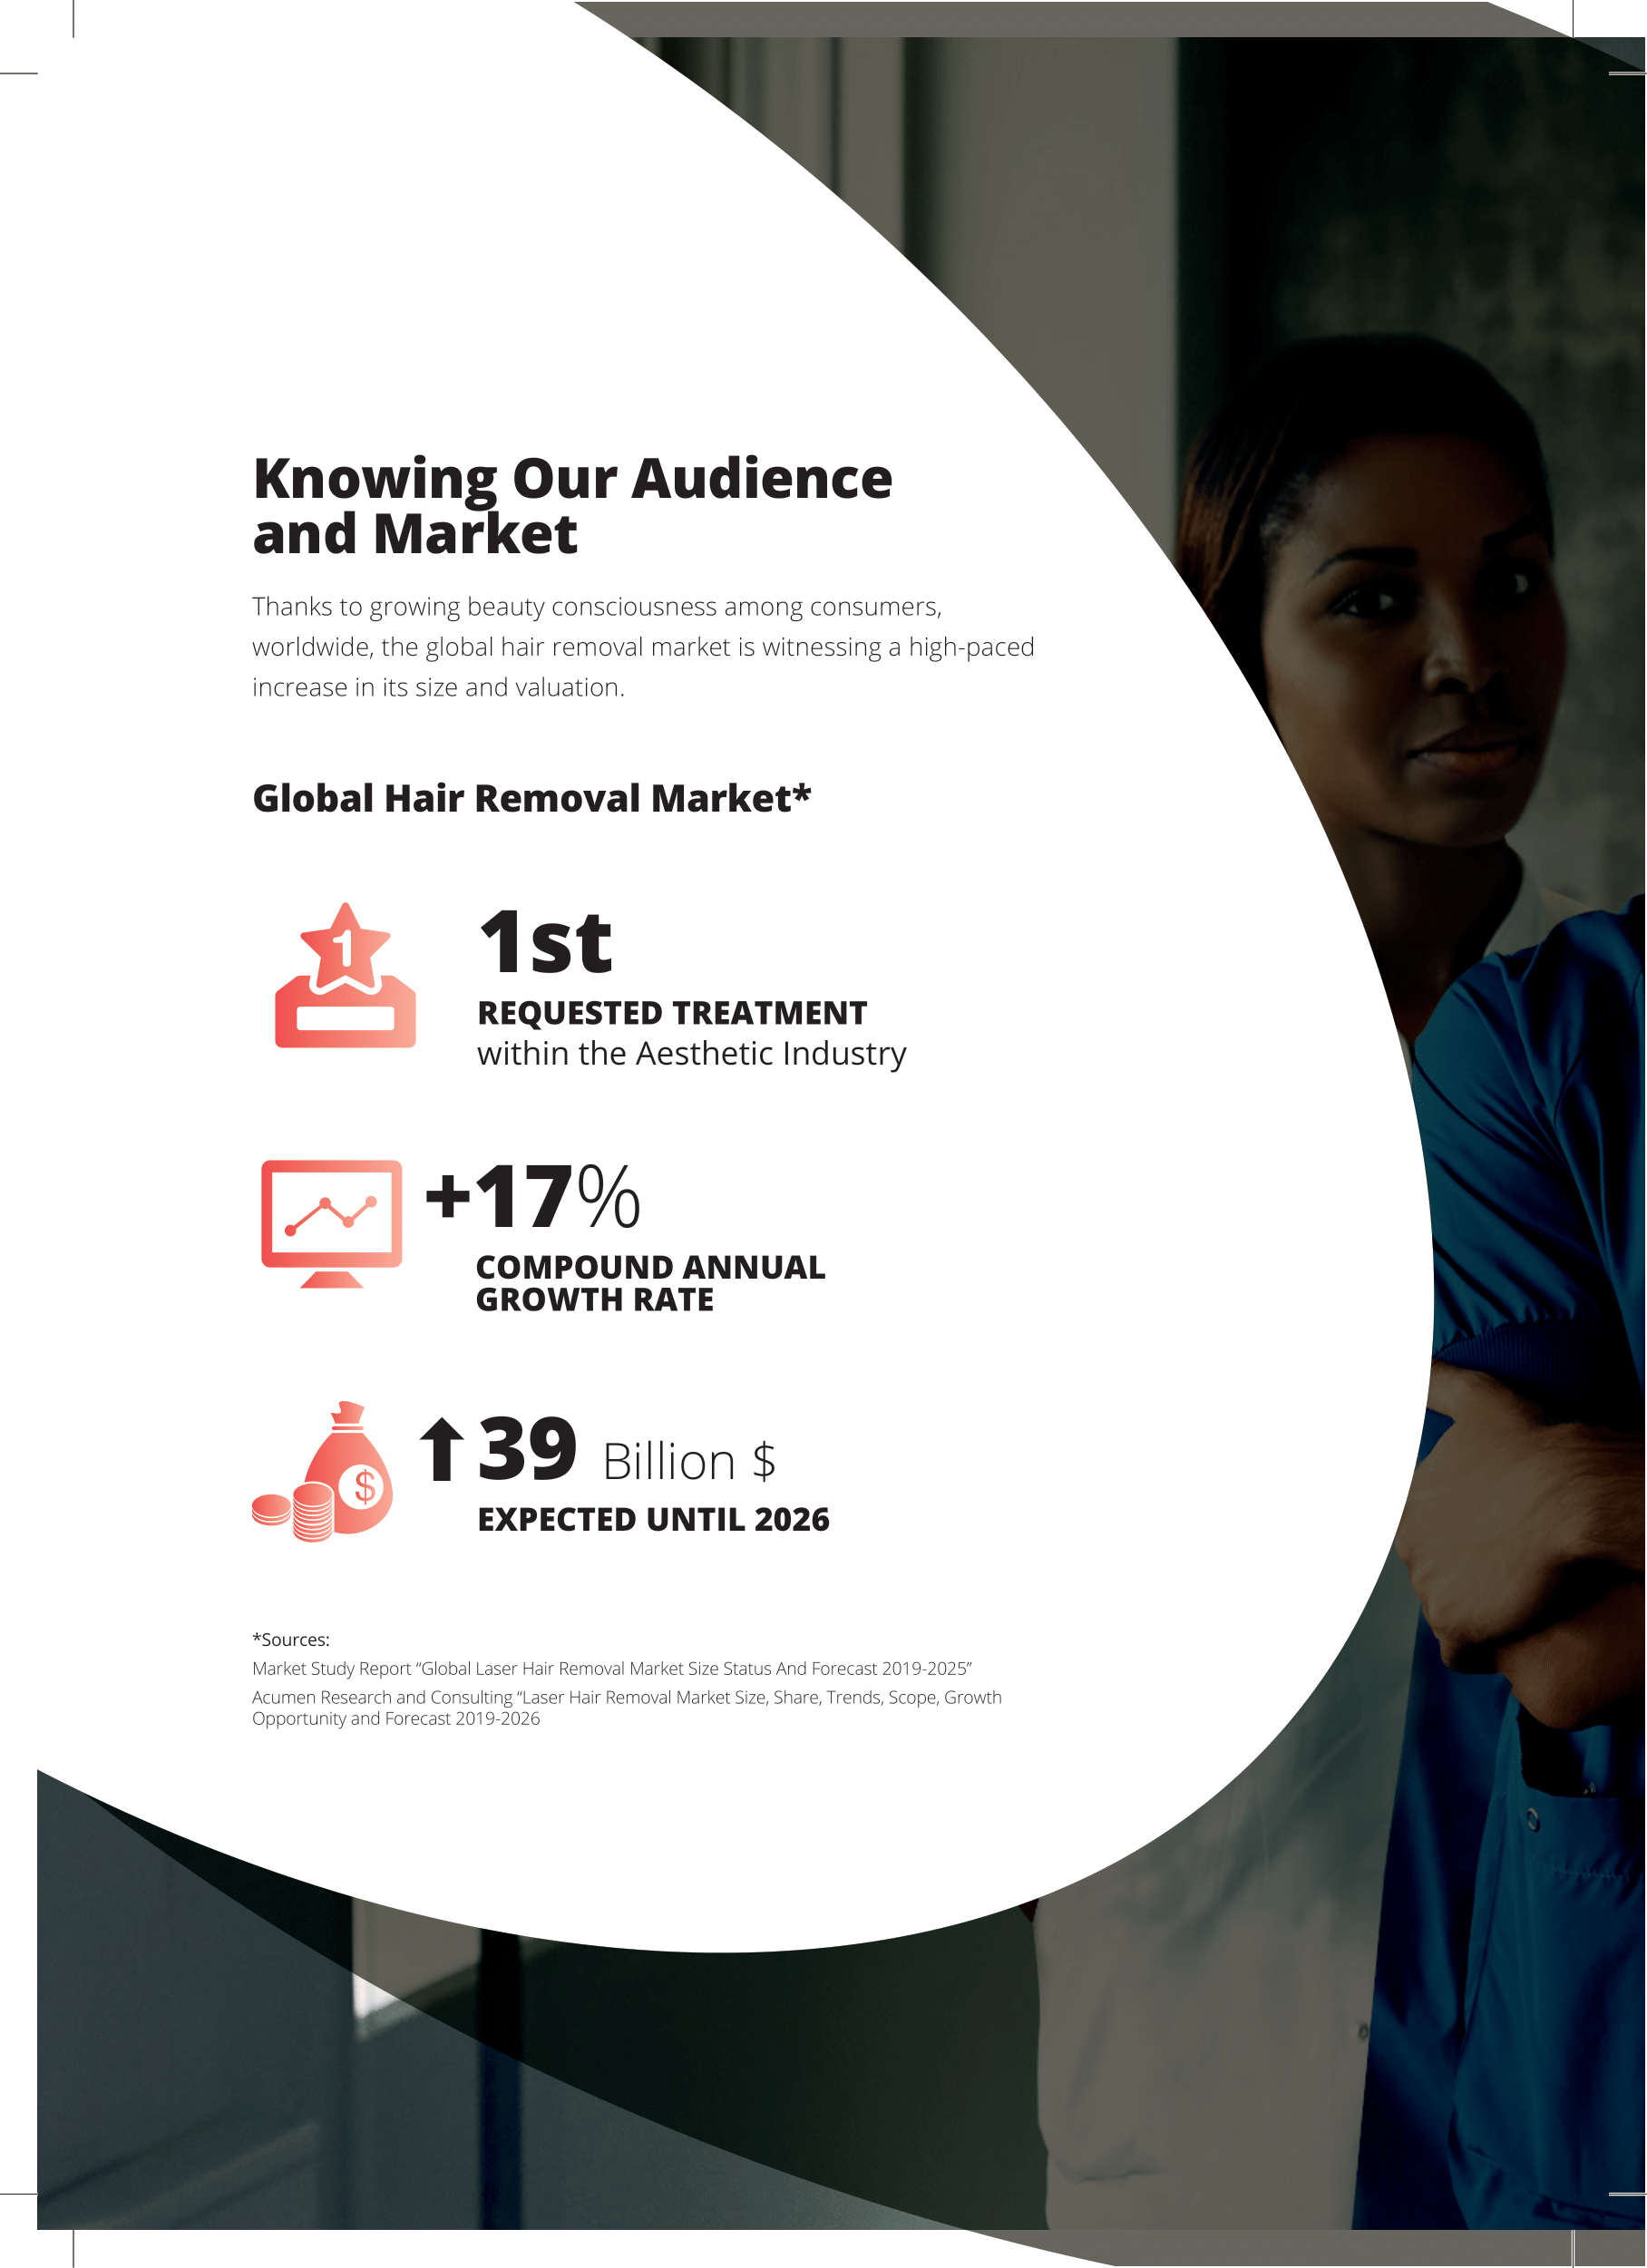 Knowing Our Audience
and Market
Thanks to growing beauty consciousness among consumers,
worldwide, the global hair removal market is witnessing a high-paced
increase in its size and valuation.
Global Hair Removal Market*
1
1st
REQUESTED TREATMENT
within the Aesthetic Industry
+17%
COMPOUND ANNUAL
GROWTH RATE
$
39 Billion $
EXPECTED UNTIL 2026
*Sources:
Market Study Report “Global Laser Hair Removal Market Size Status And Forecast 2019-2025”
Acumen Research and Consulting “Laser Hair Removal Market Size, Share, Trends, Scope, Growth
Opportunity and Forecast 2019-2026